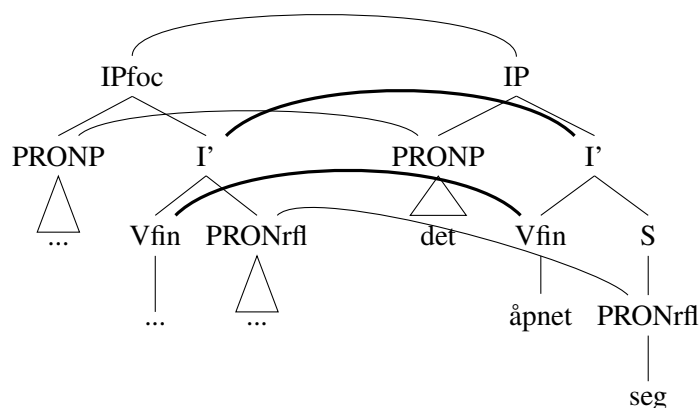 IPfoc IP
PRONP I’ PRONP I’
... Vfin PRONrfl det Vfin S
... ... åpnet PRONrfl
seg